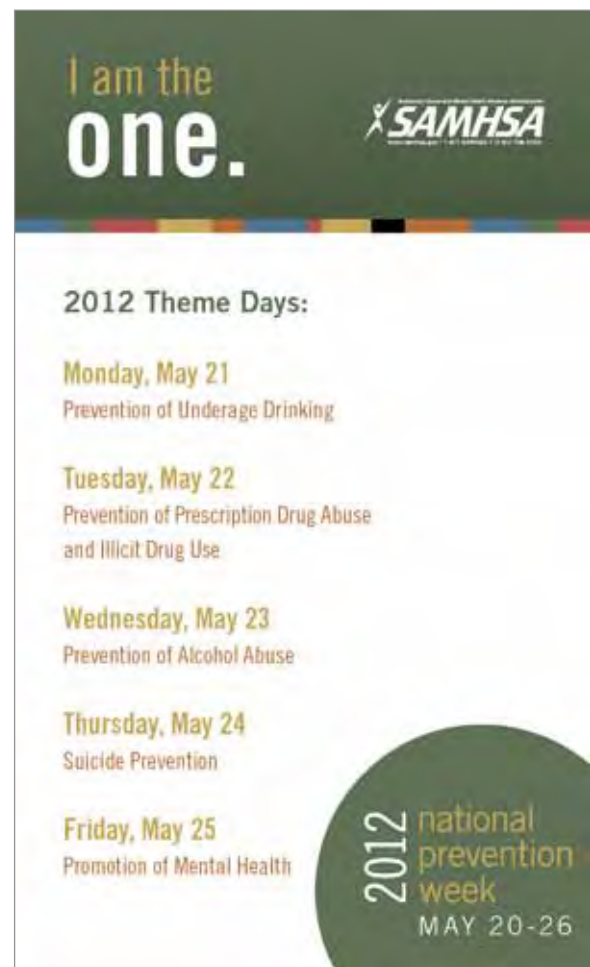 I am the
one.
SAMHSA
2012 Theme Days:
Monday, May 21
Prevention of Underage Drinking
Tuesday, May 22
Prevention of Prescription Drug Abuse
and Illicit Drug Use
Wednesday, May 23
Prevention of Alcohol Abuse
Thursday, May 24
Suicide Prevention
Friday, May 25
Promotion of Mental Health
2012
national
prevention
week
MAY 20-26